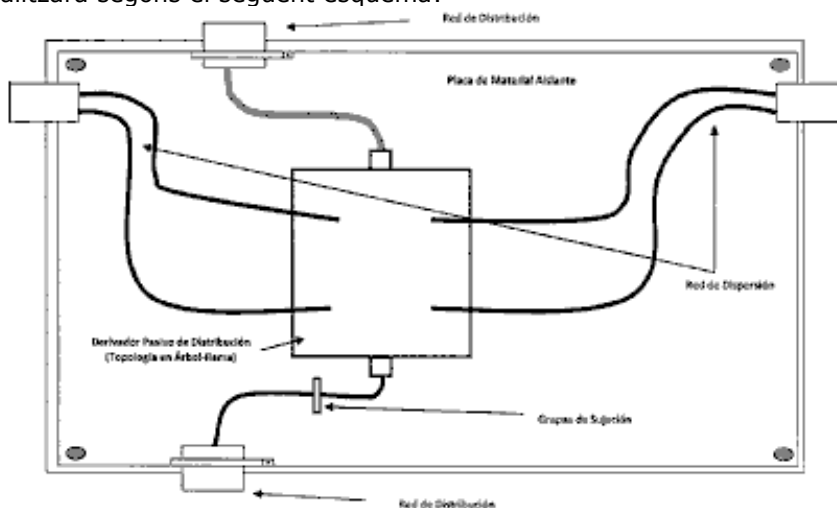 alitzarà segons el següent esquema:
Red de Distribución
Placa de Material Aislante
Red de Dispersión
Derivador Pasivo de Distribución
(Topología en Árbol-Rama)
Grapas de Sujeción
Red de Distribución